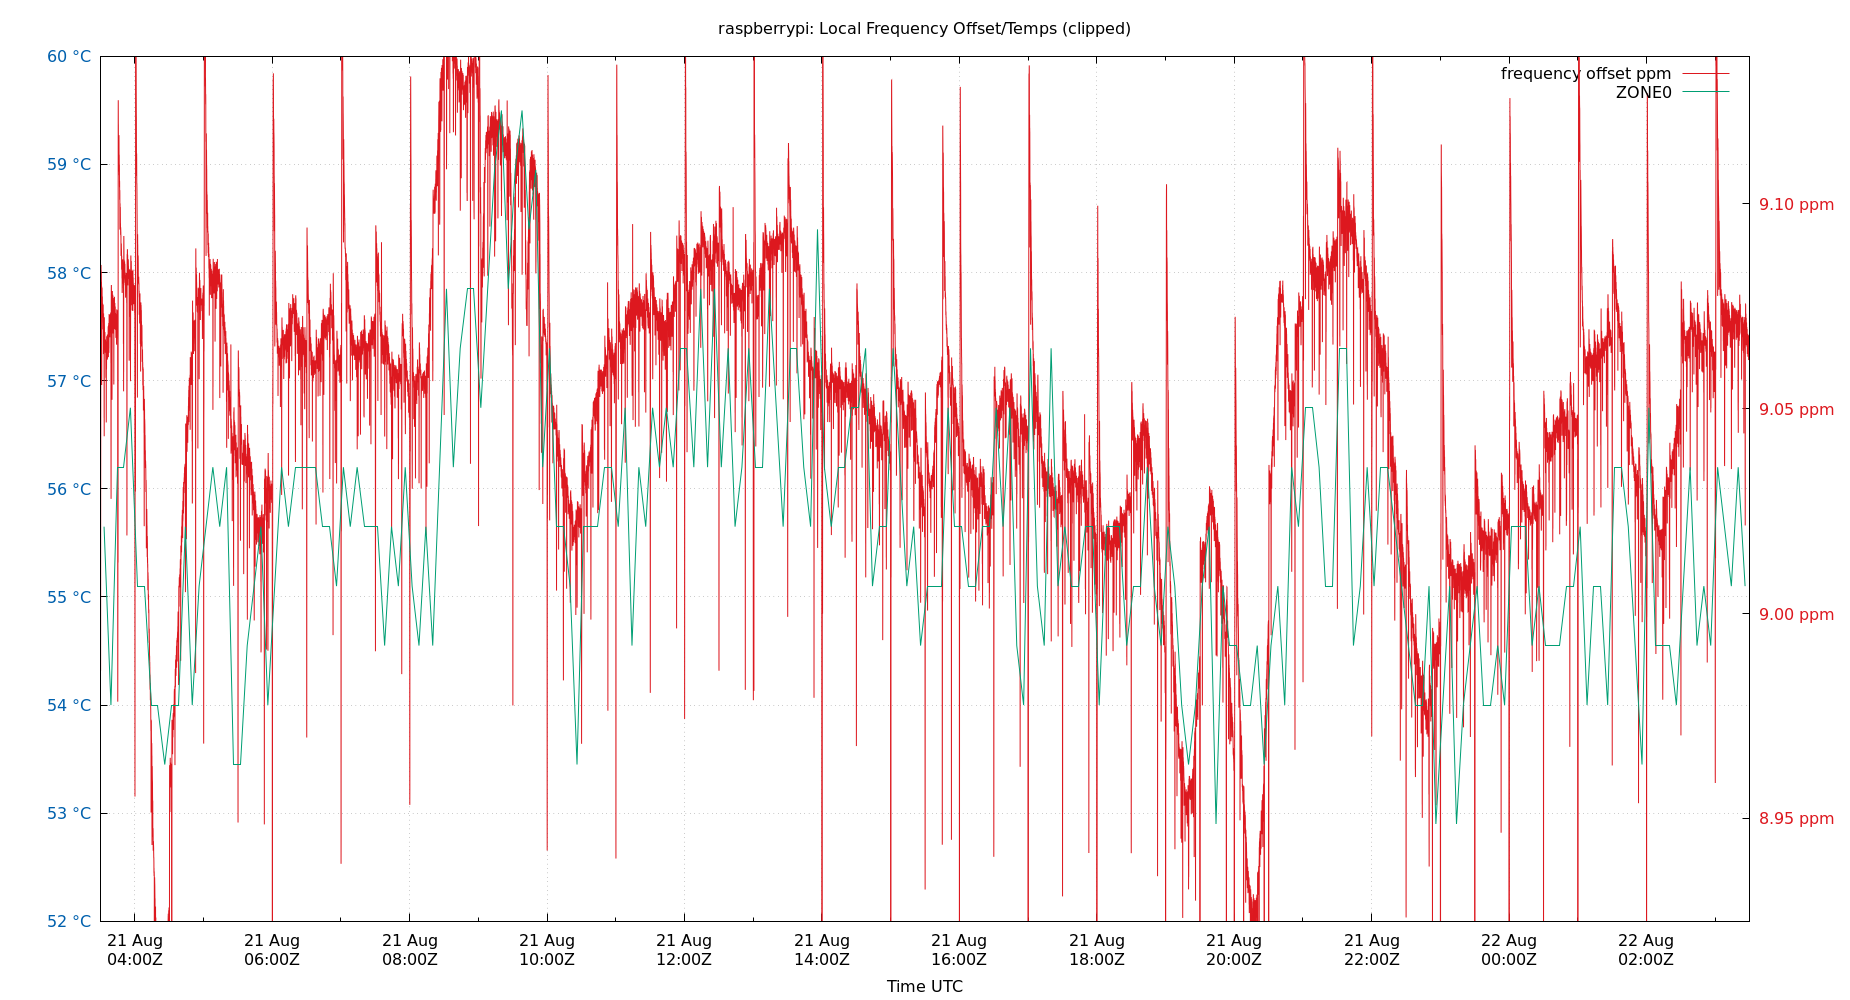 raspberrypi: Local Frequency Offset/Temps (clipped)
60 °C
59 °C
58 °C
57 °C
56 °C
55 °C
54 °C
53 °C
52 °C
frequency offset ppm
ZONE0
9.10 ppm
9.05 ppm
9.00 ppm
8.95 ppm
21 Aug
04:00Z
21 Aug
06:00Z
21 Aug
08:00Z
21 Aug
10:00Z
21 Aug
12:00Z
21 Aug
14:00Z
21 Aug
16:00Z
21 Aug
18:00Z
21 Aug
20:00Z
21 Aug
22:00Z
22 Aug
00:00Z
22 Aug
02:00Z
Time UTC